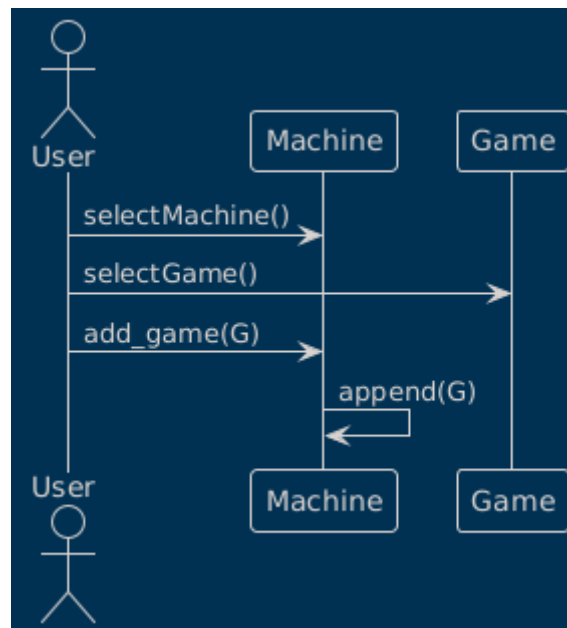 User
Machine
Game
selectMachine()
selectGame()
add_game(G)
append(G)
User
Machine
Game